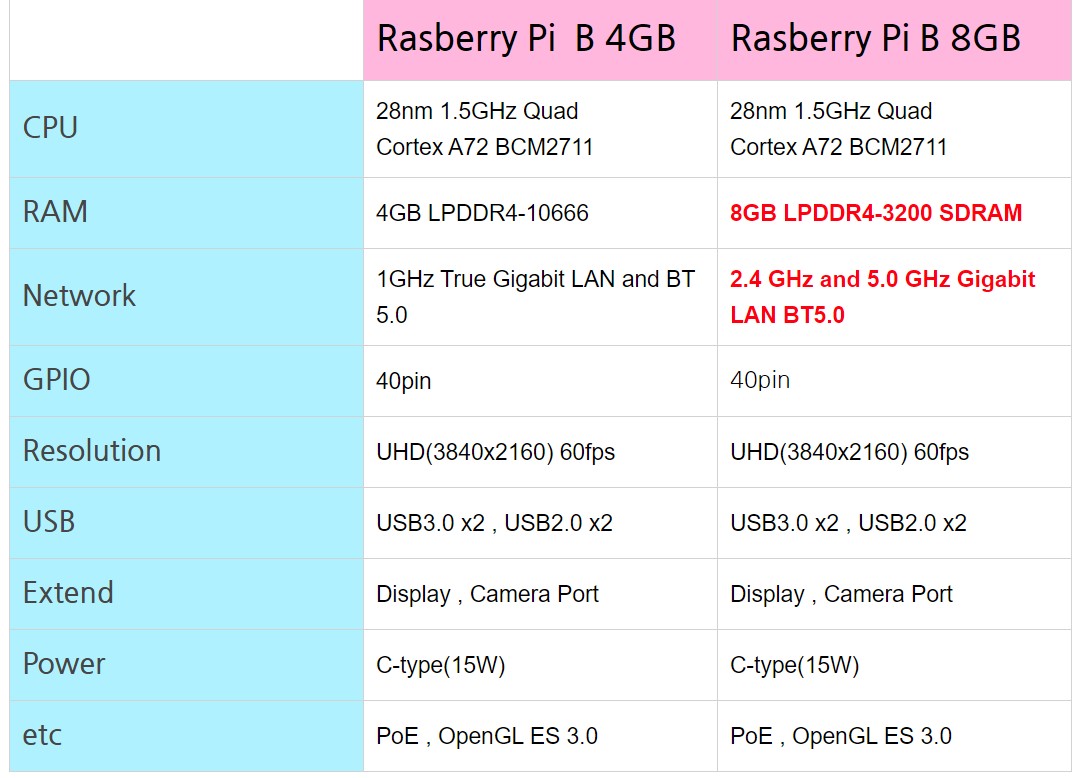 Rasberry Pi  B 4GB
Rasberry Pi B 8GB
CPU
28nm 1.5GHz Quad
Cortex A72 BCM2711
28nm 1.5GHz Quad
Cortex A72 BCM2711
RAM
4GB LPDDR4-10666
8GB LPDDR4-3200 SDRAM
Network
1GHz True Gigabit LAN and BT
5.0
2.4 GHz and 5.0 GHz Gigabit
LAN BT5.0
GPIO
40pin
40pin
Resolution
UHD(3840x2160) 60fps
UHD(3840x2160) 60fps
USB
USB3.0 x2 , USB2.0 x2
USB3.0 x2 , USB2.0 x2
Extend
Display , Camera Port
Display , Camera Port
Power
C-type(15W)
C-type(15W)
etc
PoE , OpenGL ES 3.0
PoE , OpenGL ES 3.0